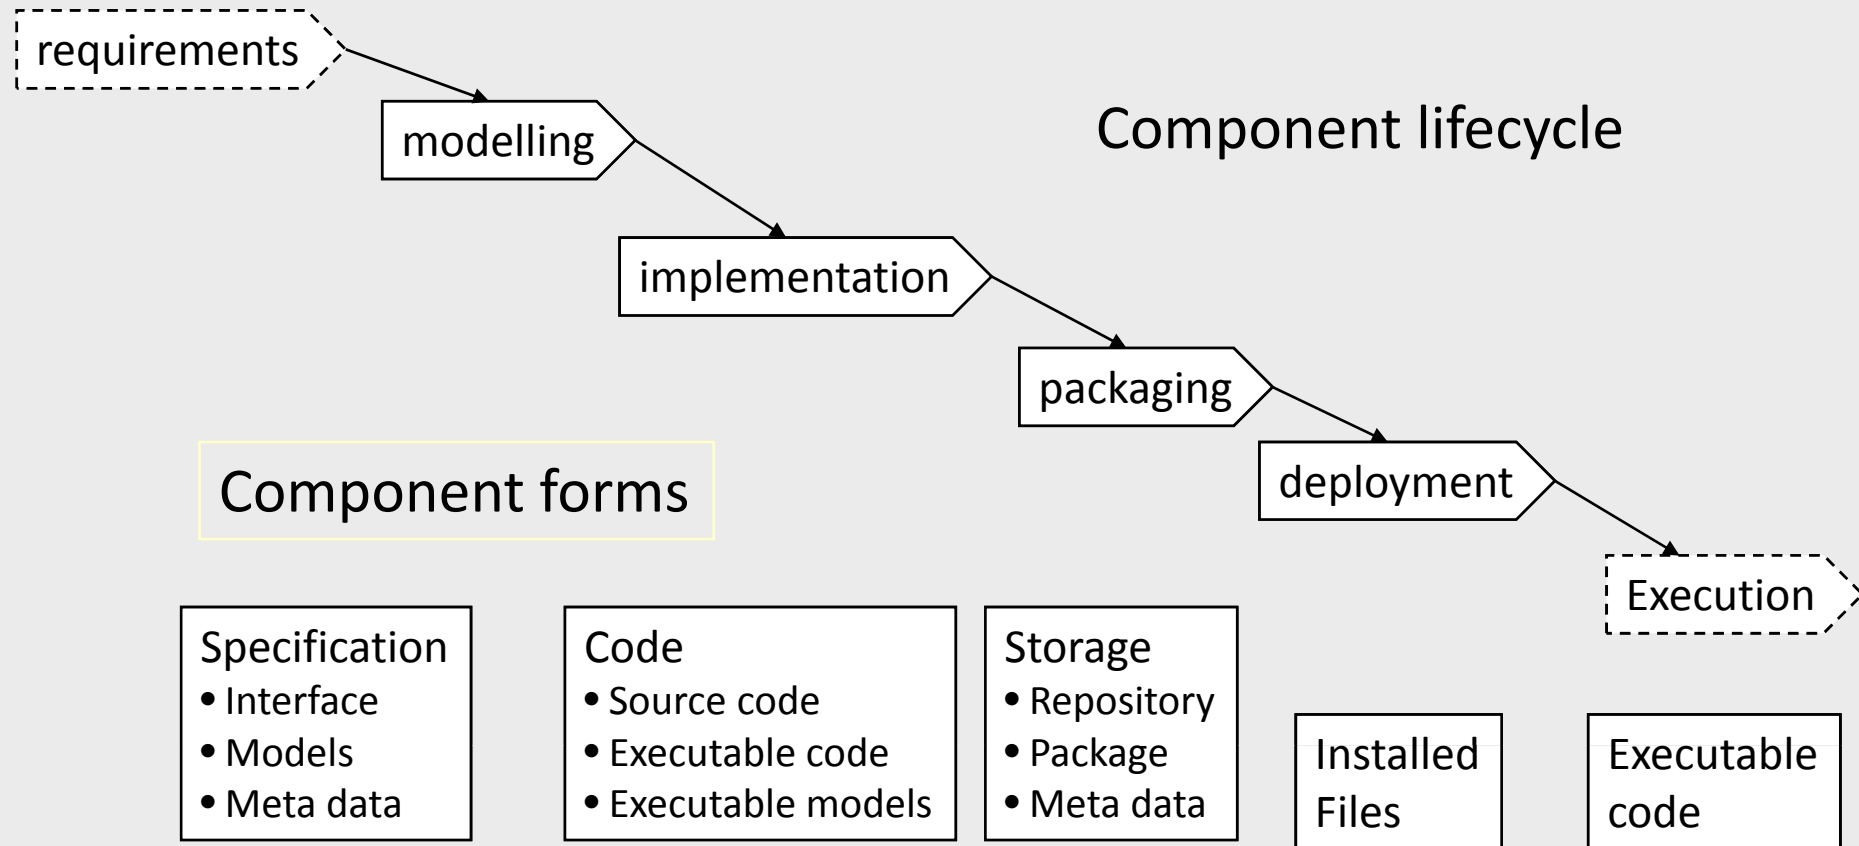 requirements
modelling
Component lifecycle
implementation
packaging
deployment
Component forms
Execution
Specification
• Interface
• Models
• Meta data
Code
• Source code
• Executable code
• Executable models
Storage
• Repository
• Package
• Meta data
Installed
Files
Executable
code